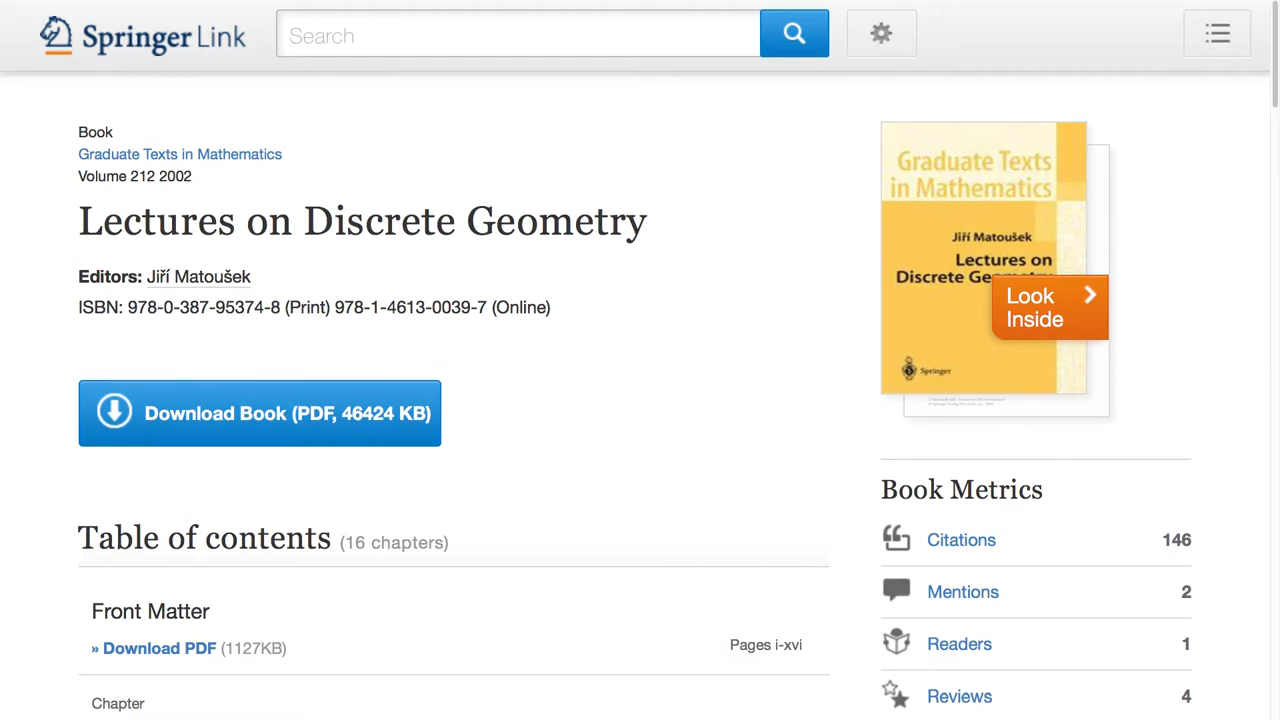 Springer Link
Search
Book
Graduate Texts in Mathematics
Volume 212 2002
Lectures on Discrete Geometry
Editors: Jiří Matoušek
ISBN: 978-0-387-95374-8 (Print) 978-1-4613-0039-7 (Online)
Download Book (PDF, 46424 KB)
Table of contents (16 chapters)
Front Matter
» Download PDF (1127KB)
Pages i-xvi
Chapter
Graduate Texts
in Mathematics
Jiří Matoušek
Lectures on
Discrete
Look
Inside
Springer
Book Metrics
Citations 146
Mentions 2
Readers 1
Reviews 4